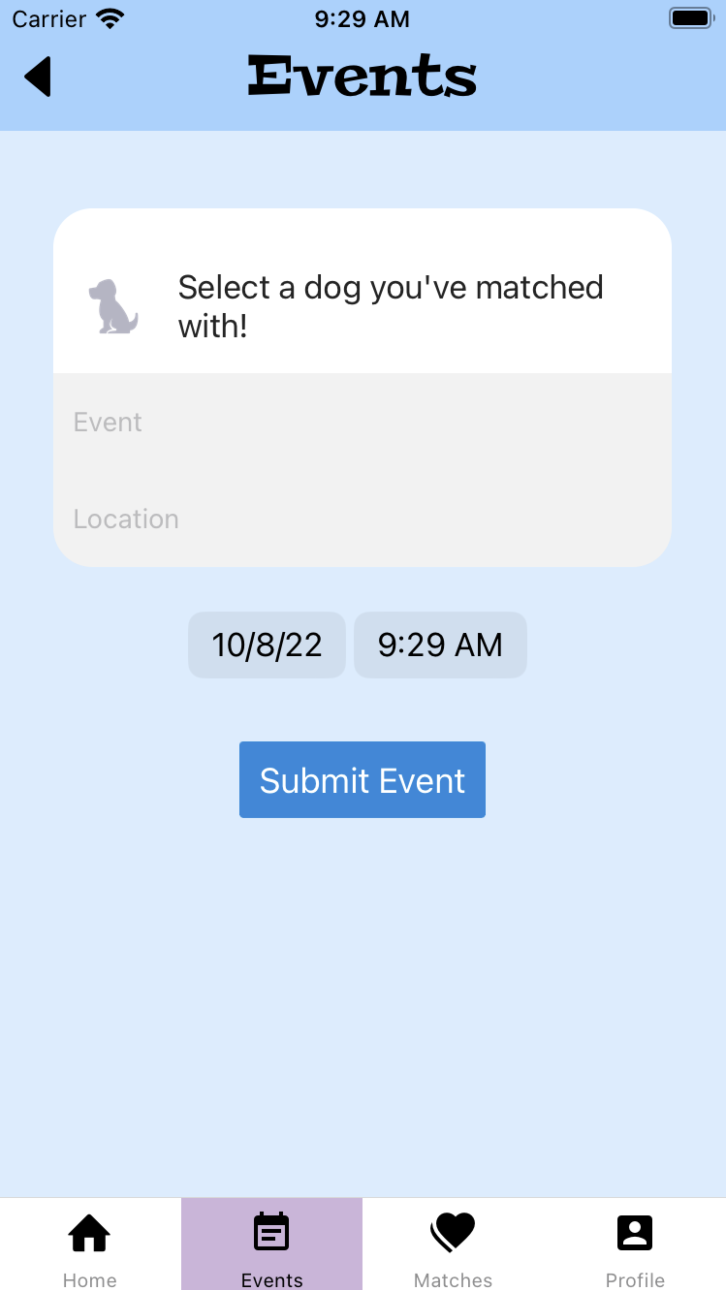 Carrier 9:29 AM
Events
Select a dog you've matched
with!
Event
Location
10/8/22 9:29 AM
Submit Event
Home Events Matches Profile